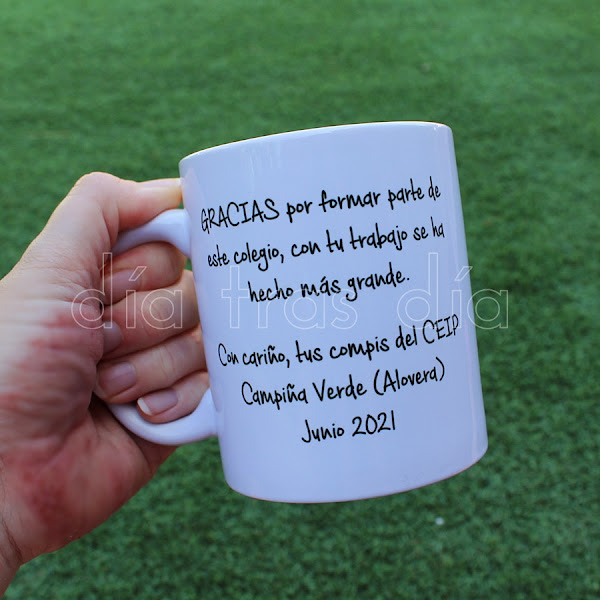 GRACIAS por formar parte de
este colegio, con tu trabajo se ha
hecho más grande.
día tras día
Con cariño, tus compis del CEIP
Campiña Verde (Alovera)
Junio 2021